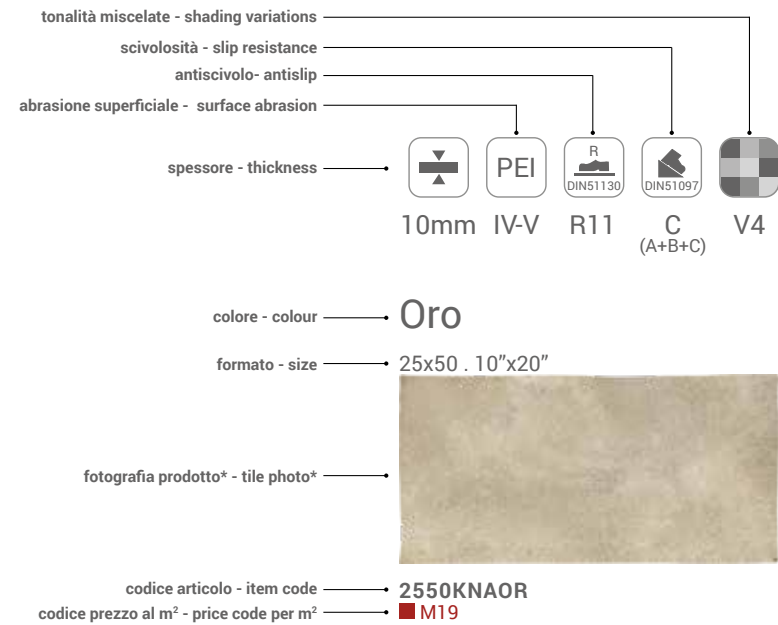 tonalità miscelate - shading variations
scivolosità - slip resistance
antiscivolo- antislip
abrasione superficiale -  surface abrasion
spessore - thickness
PEI
R
DIN51130
DIN51097
10mm IV-V R11 C V4
(A+B+C)
colore - colour
Oro
formato - size
25x50 . 10”x20”
fotografia prodotto* - tile photo*
codice articolo - item code
2550KNAOR
codice prezzo al m² - price code per m²
M19